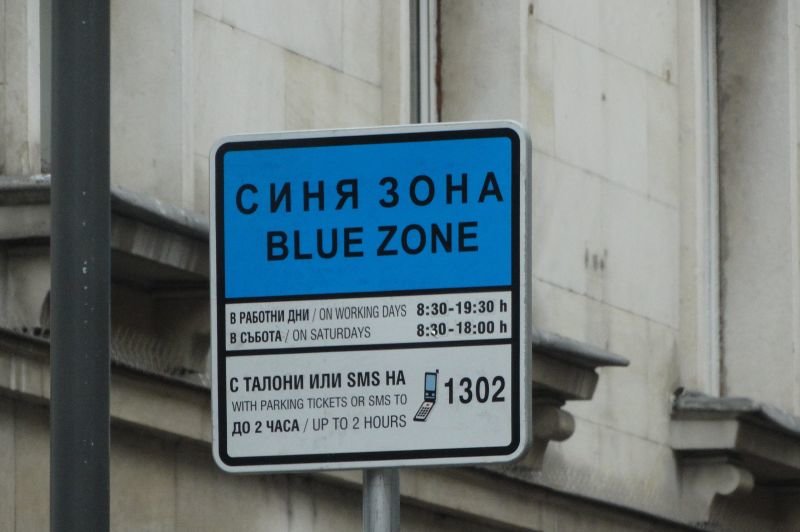 СИНЯ ЗОНА
BLUE ZONE
В РАБОТНИ ДНИ / ON WORKING DAYS 8:30-19:30 h
В СЪБОТА / ON SATURDAYS 8:30-18:00 h
С ТАЛОНИ ИЛИ SMS НА 1302
WITH PARKING TICKETS OR SMS TO
ДО 2 ЧАСА / UP TO 2 HOURS